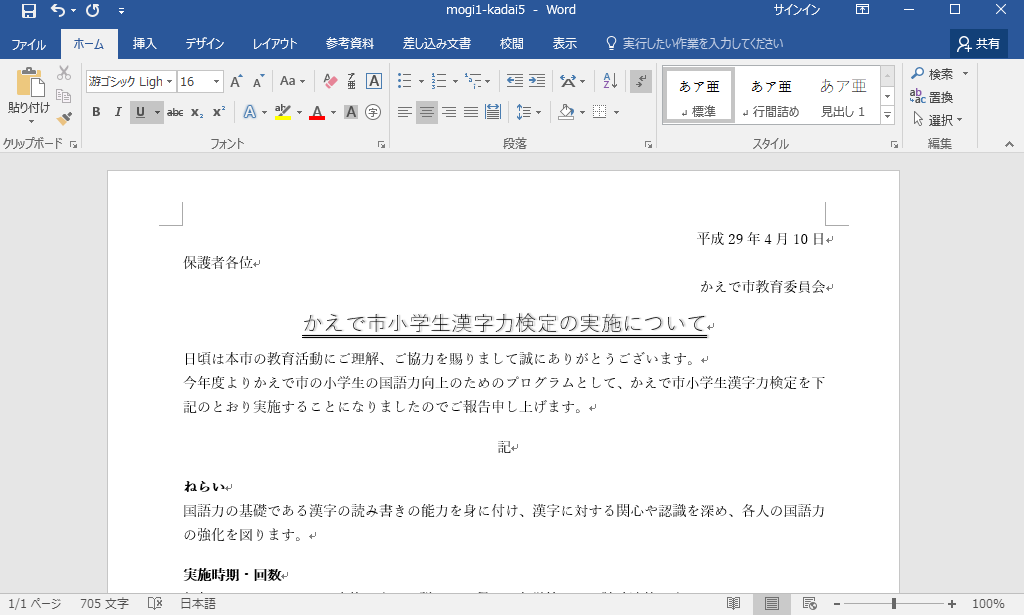 mogi1-kadai5 - Word
サインイン
ファイル ホーム 挿入 デザイン レイアウト 参考資料 差し込み文書 校閲 表示 実行したい作業を入力してください 共有
貼り付け
游ゴシック Ligh 16 A A Aa 亜 A
B I U abc x₂ x² A ab A A 字
クリップボード フォント 段落 スタイル 編集
あア亜 あア亜 あア亜
標準 行間詰め 見出し 1
検索
置換
選択
平成 29 年 4 月 10 日
保護者各位
かえで市教育委員会
かえで市小学生漢字力検定の実施について
日頃は本市の教育活動にご理解、ご協力を賜りまして誠にありがとうございます。
今年度よりかえで市の小学生の国語力向上のためのプログラムとして、かえで市小学生漢字力検定を下
記のとおり実施することになりましたのでご報告申し上げます。
記
ねらい
国語力の基礎である漢字の読み書きの能力を身に付け、漢字に対する関心や認識を深め、各人の国語力
の強化を図ります。
実施時期・回数
1/1 ページ 705 文字 日本語 100%